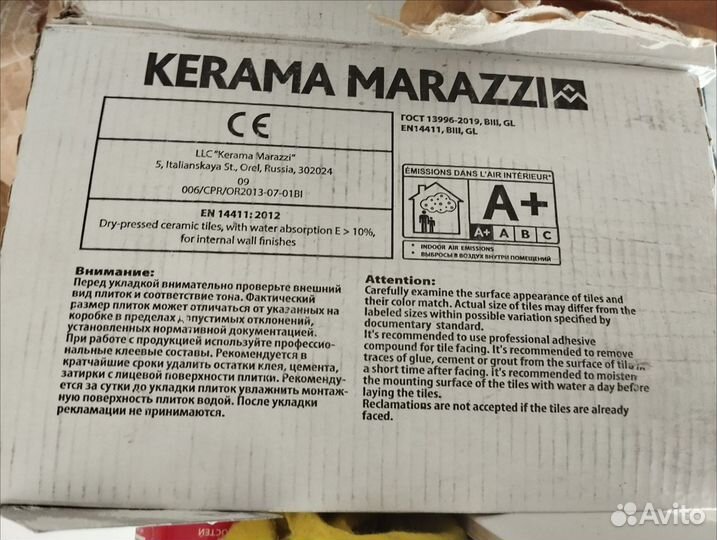 KERAMA MARAZZI
CE
LLC "Kerama Marazzi"
5, Italianskaya St., Orel, Russia, 302024
09
006/CPR/OR2013-07-01BI
EN 14411: 2012
Dry-pressed ceramic tiles, with water absorption E > 10%,
for internal wall finishes
ГОСТ 13996-2019, BIII, GL
EN14411, BIII, GL
ÉMISSIONS DANS L'AIR INTÉRIEUR*
A+
A+ A B C
* INDOOR AIR EMISSIONS
* ВЫБРОСЫ В ВОЗДУХ ВНУТРИ ПОМЕЩЕНИЙ
Внимание:
Перед укладкой внимательно проверьте внешний
вид плиток и соответствие тона. Фактический
размер плиток может отличаться от указанных на
коробке в пределах допустимых отклонений,
установленных нормативной документацией.
При работе с продукцией используйте профессио-
нальные клеевые составы. Рекомендуется в
кратчайшие сроки удалить остатки клея, цемента,
затирки с лицевой поверхности плитки. Рекоменду-
ется за сутки до укладки плиток увлажнить монтаж-
ную поверхность плиток водой. После укладки
рекламации не принимаются.
Attention:
Carefully examine the surface appearance of tiles and
their color match. Actual size of tiles may differ from the
labeled sizes within possible variation specified by
documentary standard.
It's recommended to use professional adhesive
compound for tile facing. It's recommended to remove
traces of glue, cement or grout from the surface of tile in
a short time after facing. It's recommended to moisten
the mounting surface of the tiles with water a day before
laying the tiles.
Reclamations are not accepted if the tiles are already
faced.
ОСТЕЙ
Avito